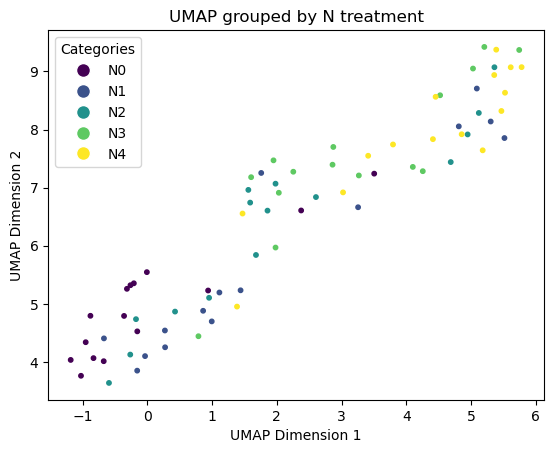 UMAP grouped by N treatment
Categories
N0
N1
N2
N3
N4
UMAP Dimension 2
9
8
7
6
5
4
−1
0
1
2
3
4
5
6
UMAP Dimension 1